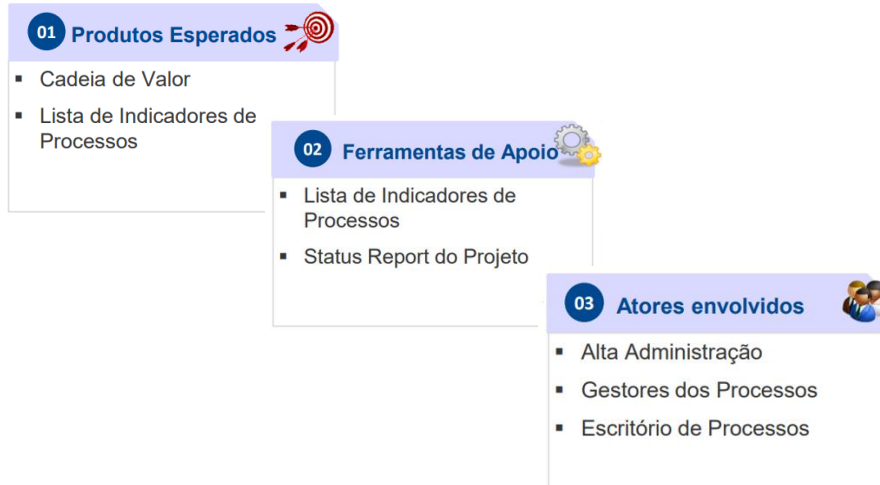 01 Produtos Esperados
▪ Cadeia de Valor
▪ Lista de Indicadores de
Processos
02 Ferramentas de Apoio
▪ Lista de Indicadores de
Processos
▪ Status Report do Projeto
03 Atores envolvidos
▪ Alta Administração
▪ Gestores dos Processos
▪ Escritório de Processos